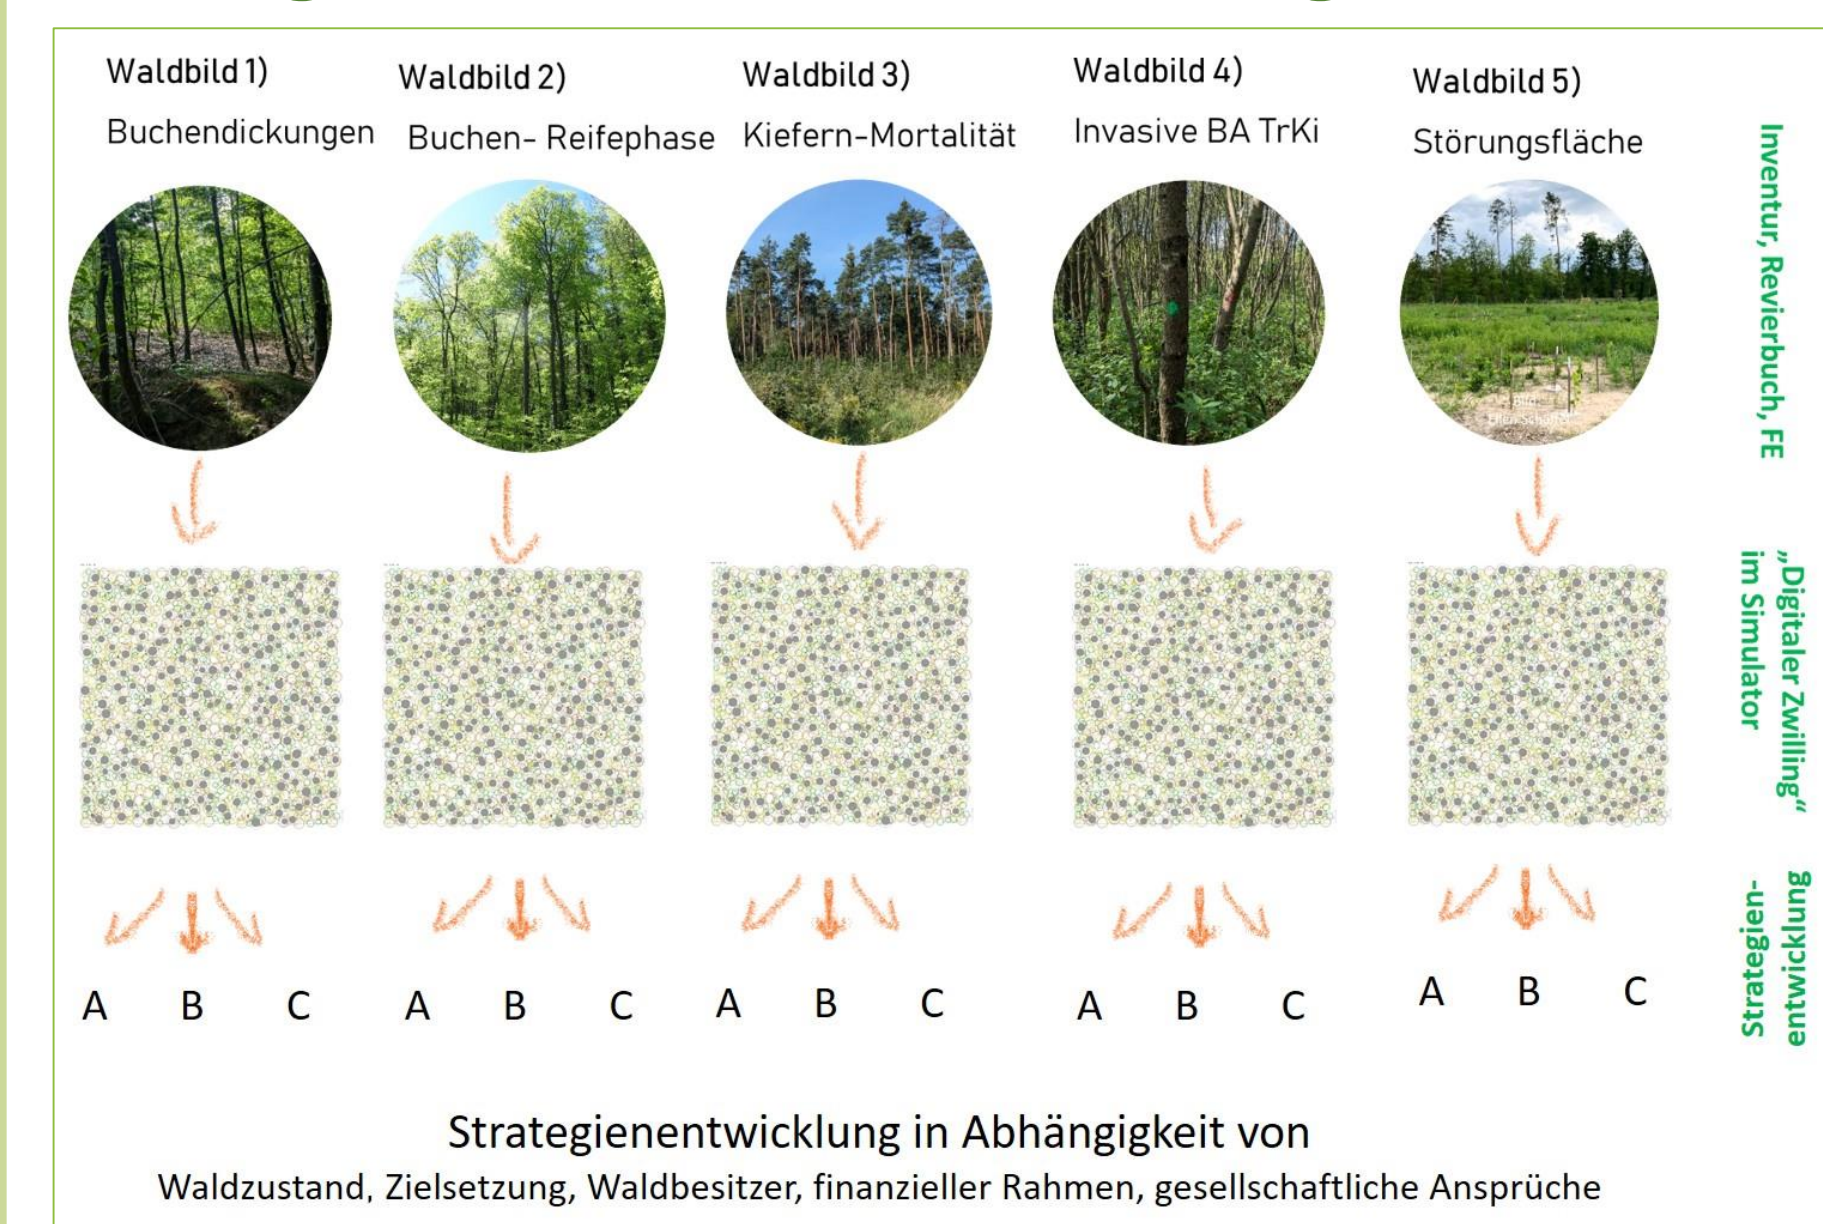 Waldbild 1)
Buchendickungen
Waldbild 2)
Buchen- Reifephase
Waldbild 3)
Kiefern-Mortalität
Waldbild 4)
Invasive BA TrKi
Waldbild 5)
Störungsfläche
Inventur, Revierbuch, FE
Bild:
„Digitaler Zwilling“
im Simulator
A B C
A B C
A B C
A B C
A B C
Strategien-
entwicklung
Strategienentwicklung in Abhängigkeit von
Waldzustand, Zielsetzung, Waldbesitzer, finanzieller Rahmen, gesellschaftliche Ansprüche